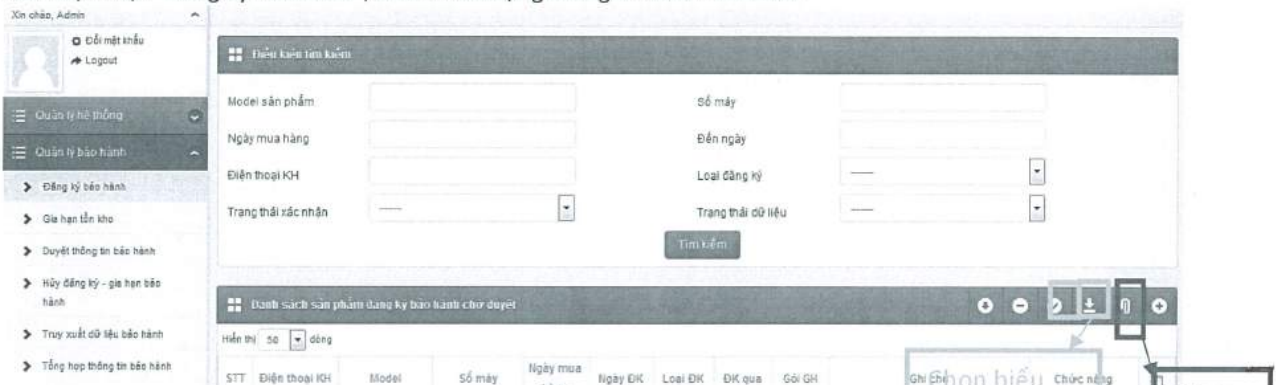 Xin chào, Admin
Đổi mật khẩu
Logout
Quản lý hệ thống
Quản lý bảo hành
Đăng ký bảo hành
Gia hạn tồn kho
Duyệt thông tin bảo hành
Hủy đăng ký - gia hạn bảo
hành
Truy xuất dữ liệu bảo hành
Tổng hợp thông tin bảo hành
Điều kiện tìm kiếm
Model sản phẩm
Số máy
Ngày mua hàng
Đến ngày
Điện thoại KH
Loại đăng ký
------
Trạng thái xác nhận
------
Trạng thái dữ liệu
------
Tìm kiếm
Danh sách sản phẩm đăng ký bảo hành chờ duyệt
Hiển thị 50 dòng
STT Điện thoại KH Model Số máy Ngày mua Ngày ĐK Loại ĐK ĐK qua Gói GH Ghi chú Chức năng
Chọn biểu